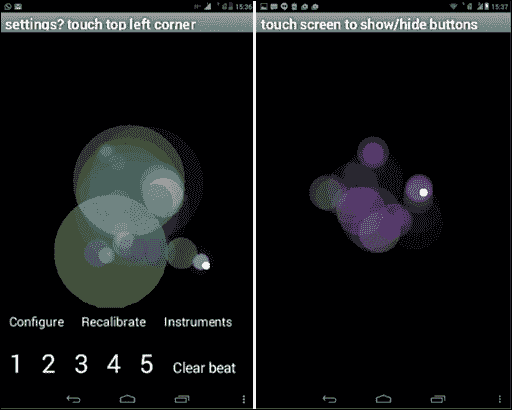 15:36
settings? touch top left corner
Configure Recalibrate Instruments
1 2 3 4 5 Clear beat
15:37
touch screen to show/hide buttons